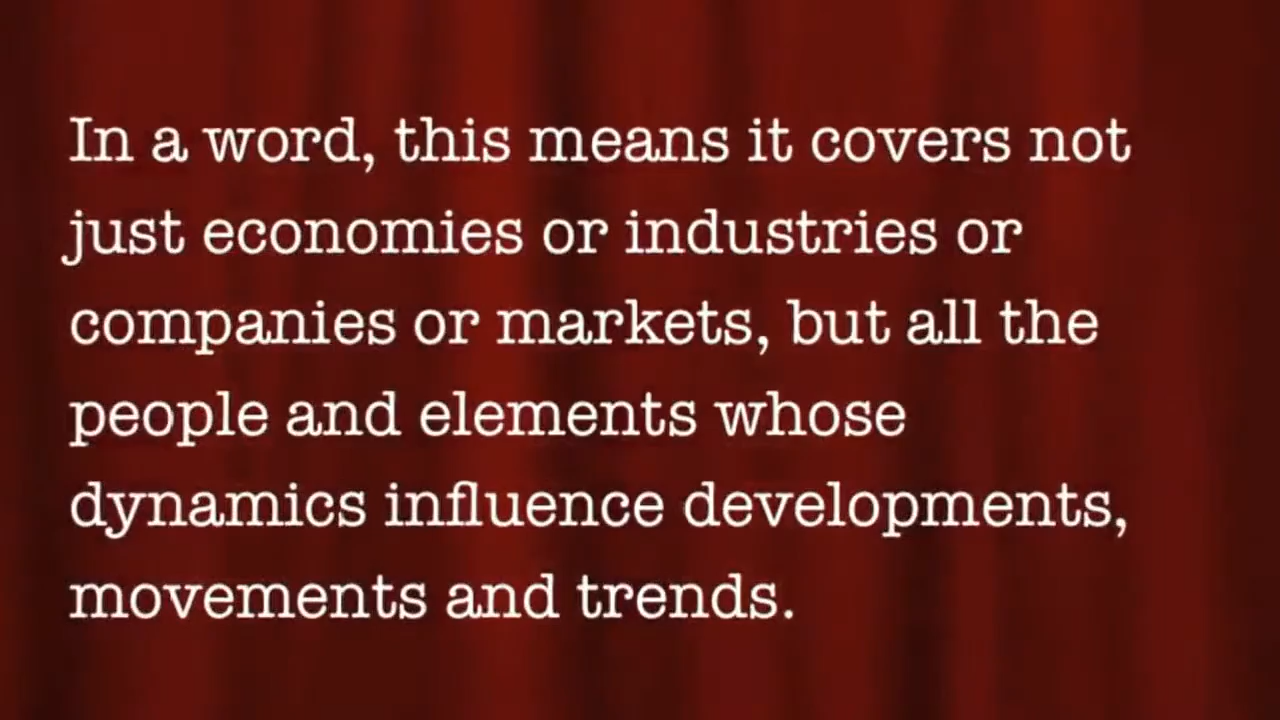 In a word, this means it covers not
just economies or industries or
companies or markets, but all the
people and elements whose
dynamics influence developments,
movements and trends.